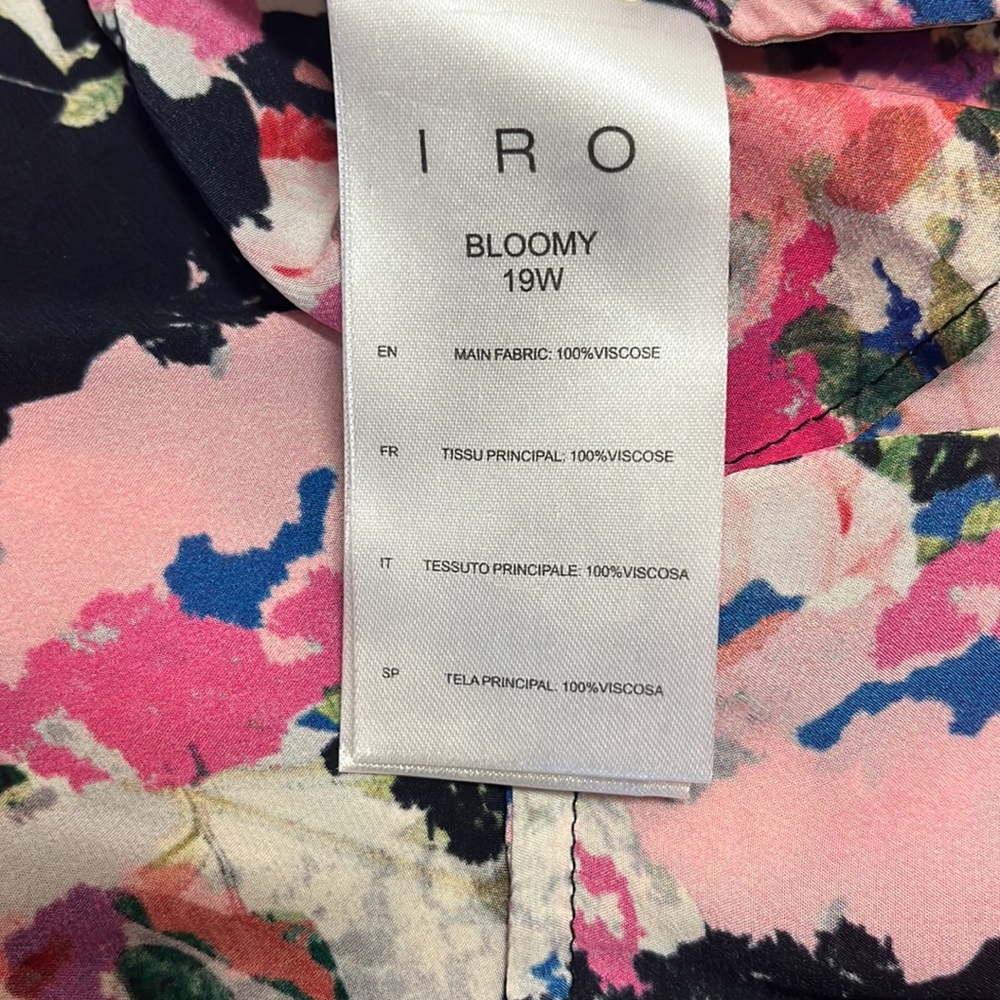 I R O
BLOOMY
19W
EN MAIN FABRIC: 100%VISCOSE
FR TISSU PRINCIPAL: 100%VISCOSE
IT TESSUTO PRINCIPALE: 100%VISCOSA
SP TELA PRINCIPAL: 100%VISCOSA